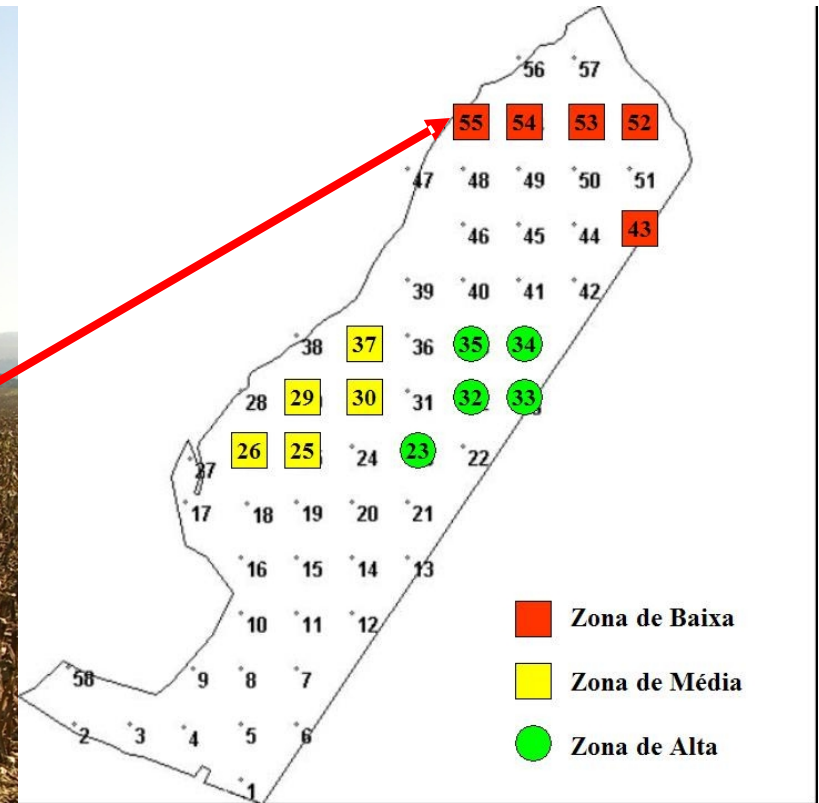 56 57
55 54 53 52
47 48 49 50 51
46 45 44 43
39 40 41 42
38 37 36 35 34
28 29 30 31 32 33
27 26 25 24 23 22
17 18 19 20 21
16 15 14 13
10 11 12
58 9 8 7
2 3 4 5 6
1
Zona de Baixa
Zona de Média
Zona de Alta